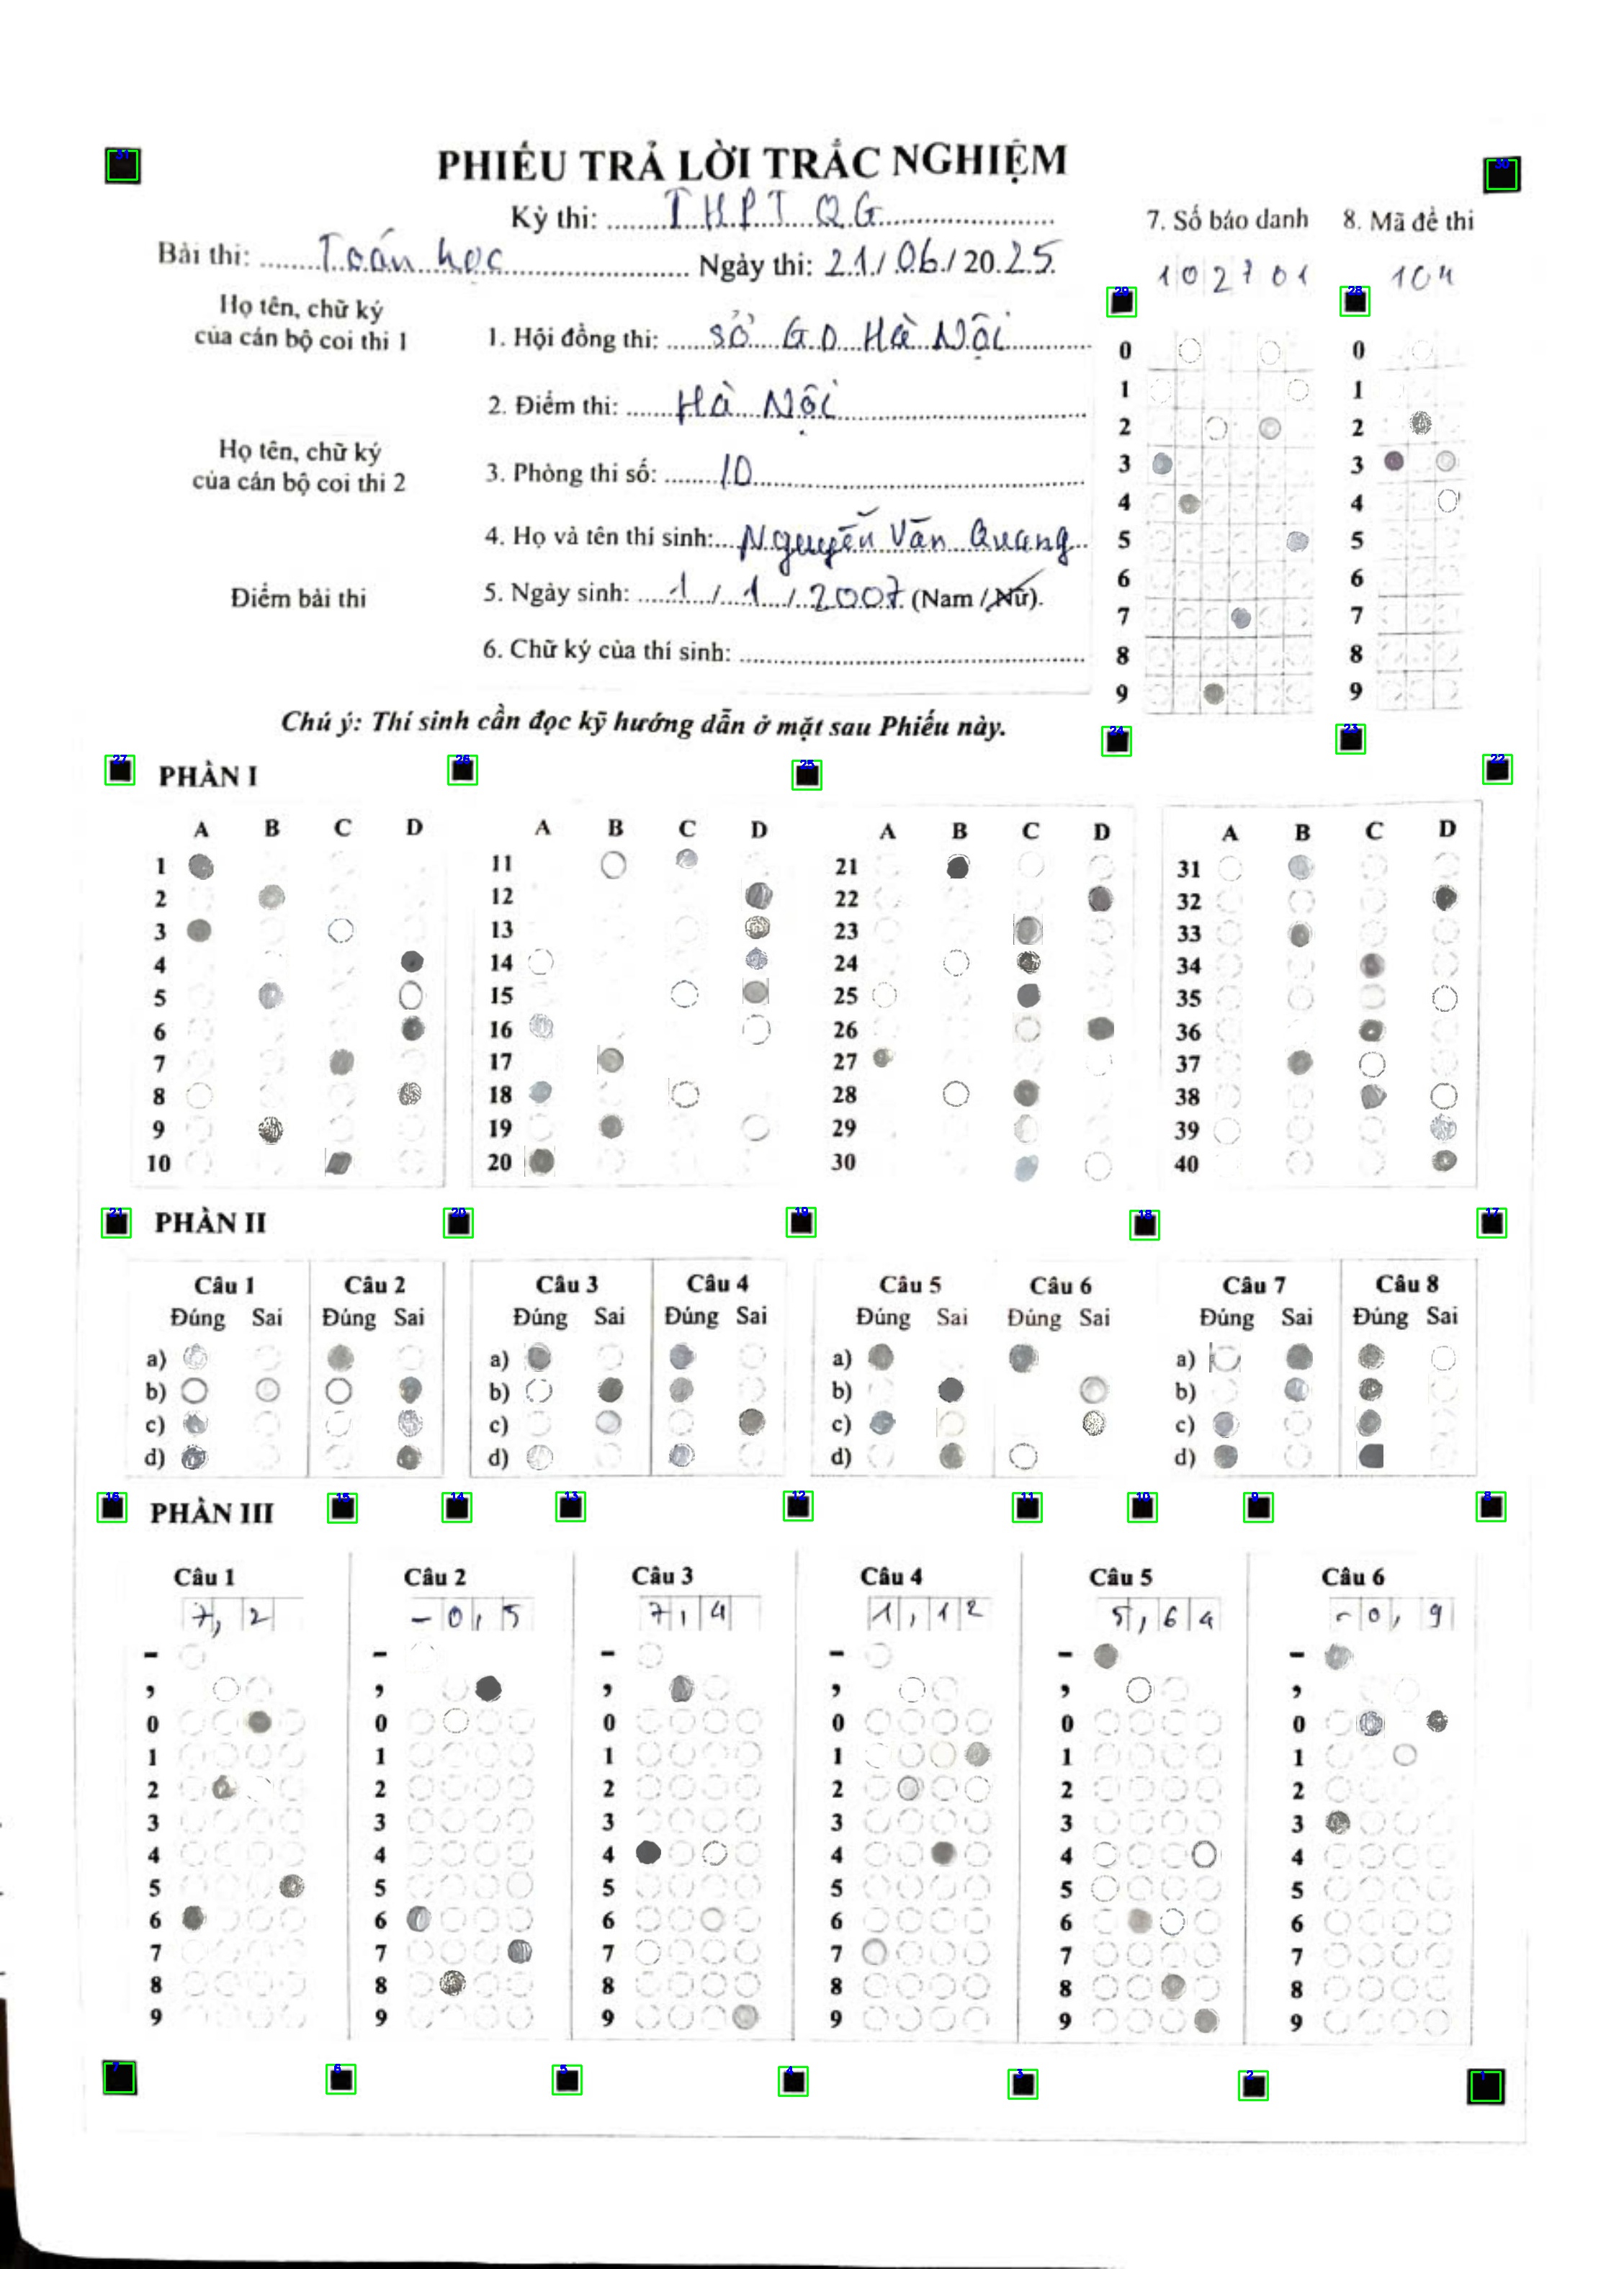 PHIẾU TRẢ LỜI TRẮC NGHIỆM
Kỳ thi: THPT QG
Bài thi: Toán học Ngày thi: 21/06/2025
7. Số báo danh 8. Mã đề thi
102701 104
Họ tên, chữ ký
của cán bộ coi thi 1
1. Hội đồng thi: Sở GD Hà Nội
2. Điểm thi: Hà Nội
Họ tên, chữ ký
của cán bộ coi thi 2
3. Phòng thi số: 10
4. Họ và tên thí sinh: Nguyễn Văn Quang
Điểm bài thi
5. Ngày sinh: 1/1/2007 (Nam / Nữ).
6. Chữ ký của thí sinh:
0 0
1 1
2 2
3 3
4 4
5 5
6 6
7 7
8 8
9 9
Chú ý: Thí sinh cần đọc kỹ hướng dẫn ở mặt sau Phiếu này.
PHẦN I
A B C D A B C D A B C D A B C D
1 11 21 31
2 12 22 32
3 13 23 33
4 14 24 34
5 15 25 35
6 16 26 36
7 17 27 37
8 18 28 38
9 19 29 39
10 20 30 40
PHẦN II
Câu 1 Câu 2 Câu 3 Câu 4 Câu 5 Câu 6 Câu 7 Câu 8
Đúng Sai Đúng Sai Đúng Sai Đúng Sai Đúng Sai Đúng Sai Đúng Sai Đúng Sai
a) a) a) a)
b) b) b) b)
c) c) c) c)
d) d) d) d)
PHẦN III
Câu 1 Câu 2 Câu 3 Câu 4 Câu 5 Câu 6
7,2 -0,5 7,4 1,12 5,64 -0,9
- - - - - -
, , , , , ,
0 0 0 0 0 0
1 1 1 1 1 1
2 2 2 2 2 2
3 3 3 3 3 3
4 4 4 4 4 4
5 5 5 5 5 5
6 6 6 6 6 6
7 7 7 7 7 7
8 8 8 8 8 8
9 9 9 9 9 9